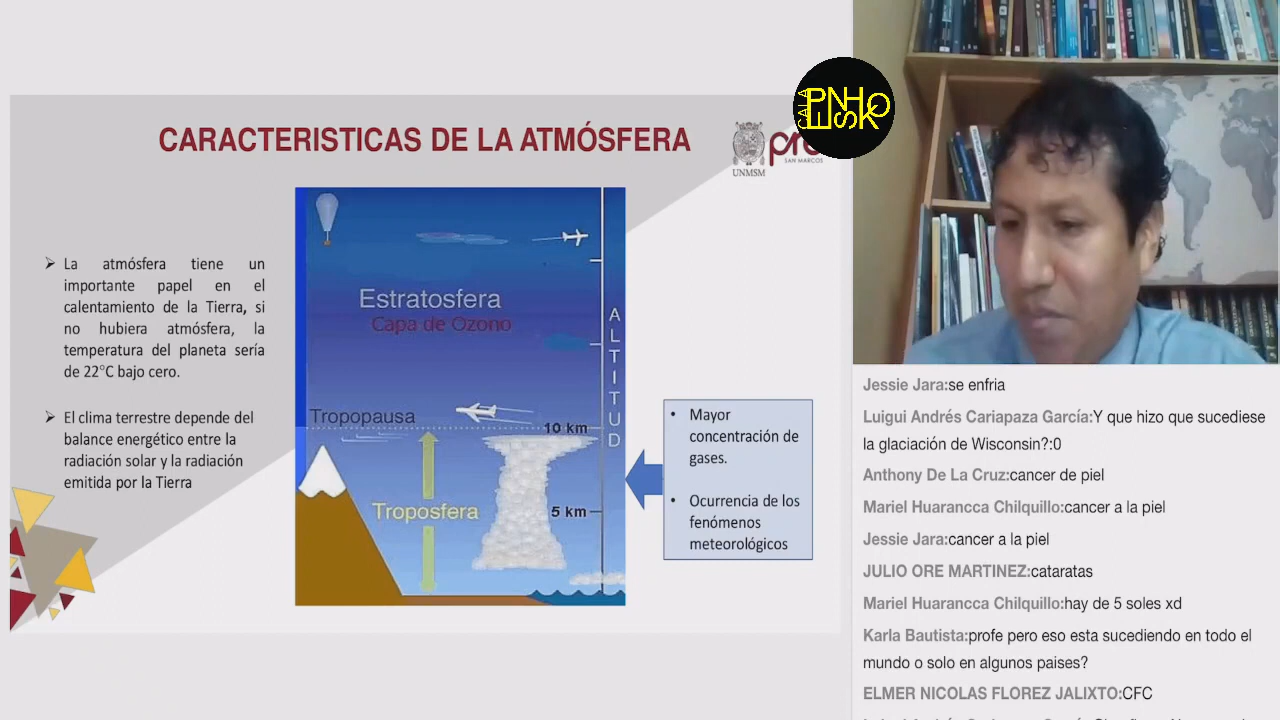 CARACTERISTICAS DE LA ATMÓSFERA
UNMSM
SAN MARCOS
La atmósfera tiene un
importante papel en el
calentamiento de la Tierra, si
no hubiera atmósfera, la
temperatura del planeta sería
de 22°C bajo cero.
El clima terrestre depende del
balance energético entre la
radiación solar y la radiación
emitida por la Tierra
Estratosfera
Capa de Ozono
Tropopausa
10 km
Troposfera
5 km
ALTITUD
Mayor
concentración de
gases.
Ocurrencia de los
fenómenos
meteorológicos
Jessie Jara:se enfria
Luigui Andrés Cariapaza García:Y que hizo que sucediese
la glaciación de Wisconsin?:0
Anthony De La Cruz:cancer de piel
Mariel Huarancca Chilquillo:cancer a la piel
Jessie Jara:cancer a la piel
JULIO ORE MARTINEZ:cataratas
Mariel Huarancca Chilquillo:hay de 5 soles xd
Karla Bautista:profe pero eso esta sucediendo en todo el
mundo o solo en algunos paises?
ELMER NICOLAS FLOREZ JALIXTO:CFC